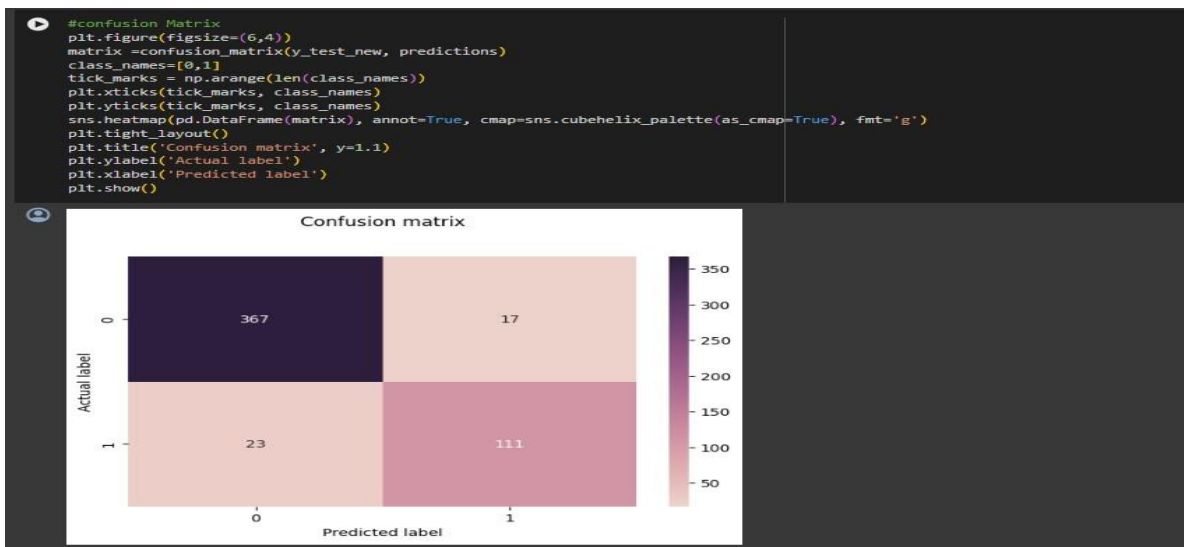 #confusion Matrix
plt.figure(figsize=(6,4))
matrix =confusion_matrix(y_test_new, predictions)
class_names=[0,1]
tick_marks = np.arange(len(class_names))
plt.xticks(tick_marks, class_names)
plt.yticks(tick_marks, class_names)
sns.heatmap(pd.DataFrame(matrix), annot=True, cmap=sns.cubehelix_palette(as_cmap=True), fmt='g')
plt.tight_layout()
plt.title('Confusion matrix', y=1.1)
plt.ylabel('Actual label')
plt.xlabel('Predicted label')
plt.show()
Confusion matrix
Actual label
0
367
17
1
23
111
0
1
Predicted label
350
300
250
200
150
100
50